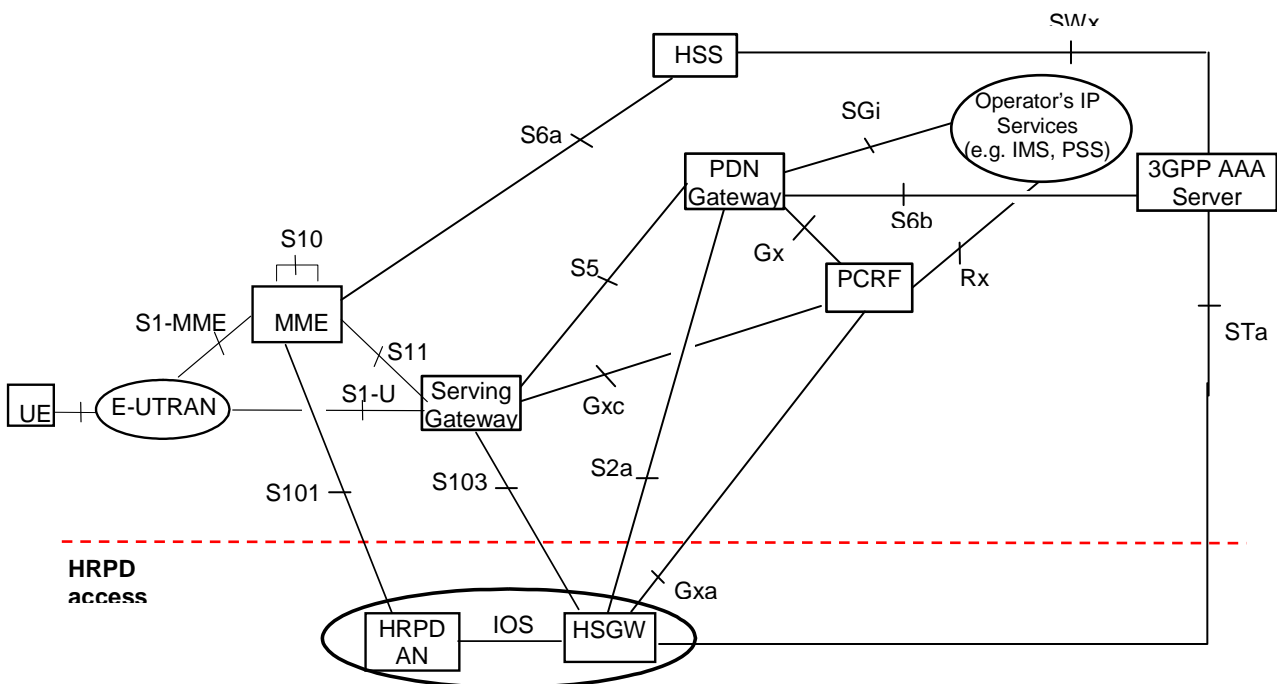 SWx
HSS
Operator's IP
Services
(e.g. IMS, PSS)
SGi
S6a
PDN
Gateway
3GPP AAA
Server
S6b
S10
Gx
S5
PCRF
Rx
S1-MME
MME
STa
S11
S1-U
Serving
Gateway
Gxc
UE
E-UTRAN
S2a
S101
S103
HRPD
access
Gxa
IOS
HRPD
AN
HSGW